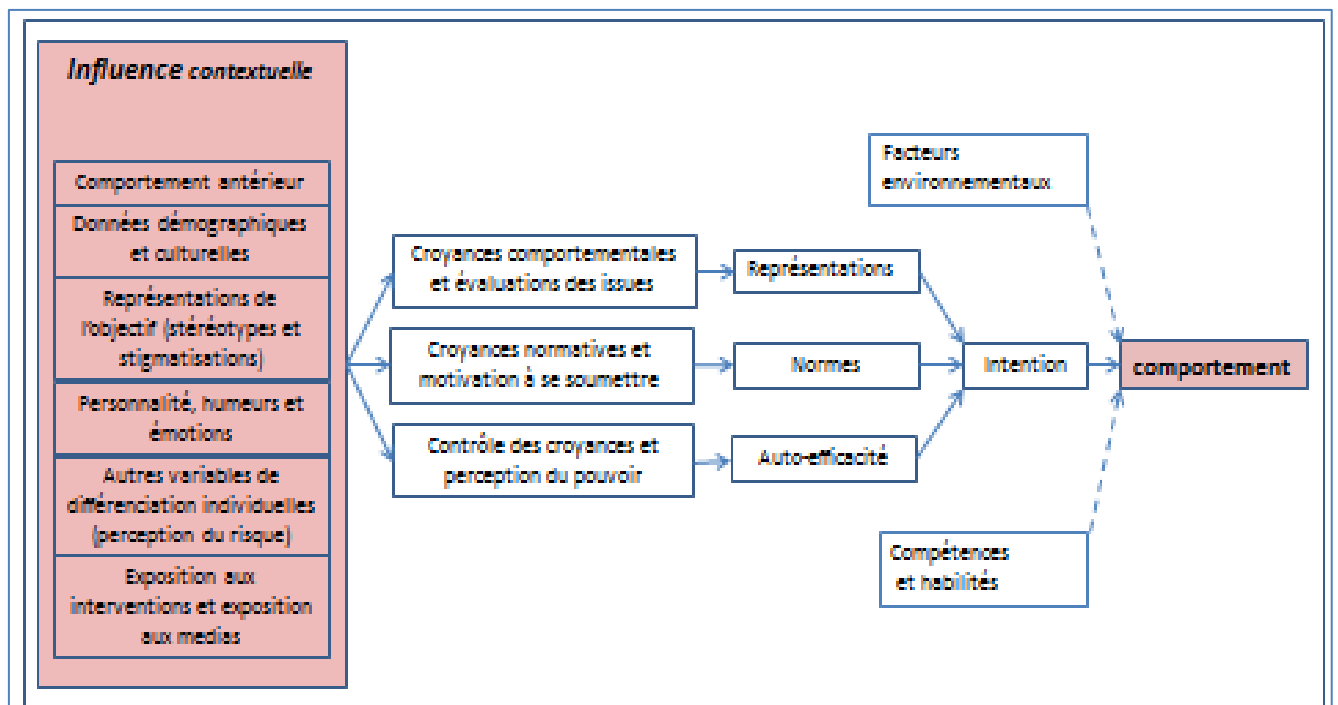 Influence contextuelle
Comportement antérieur
Données démographiques
et culturelles
Représentations de
l'objectif (stéréotypes et
stigmatisations)
Personnalité, humeurs et
émotions
Autres variables de
différenciation individuelles
(perception du risque)
Exposition aux
interventions et exposition
aux medias
Croyances comportementales
et évaluations des issues
Croyances normatives et
motivation à se soumettre
Contrôle des croyances et
perception du pouvoir
Représentations
Normes
Auto-efficacité
Intention
Facteurs
environnementaux
Compétences
et habilités
comportement